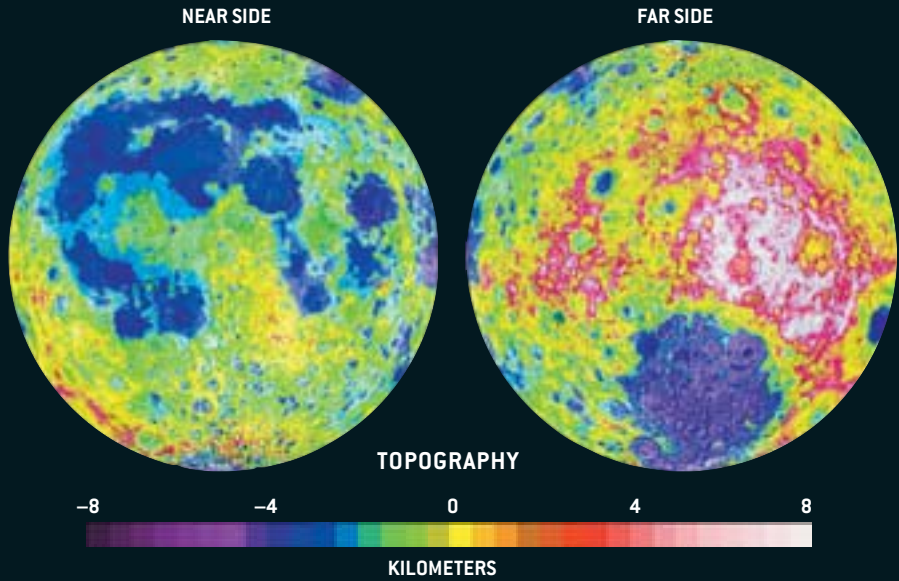 NEAR SIDE
FAR SIDE
TOPOGRAPHY
–8 –4 0 4 8
KILOMETERS